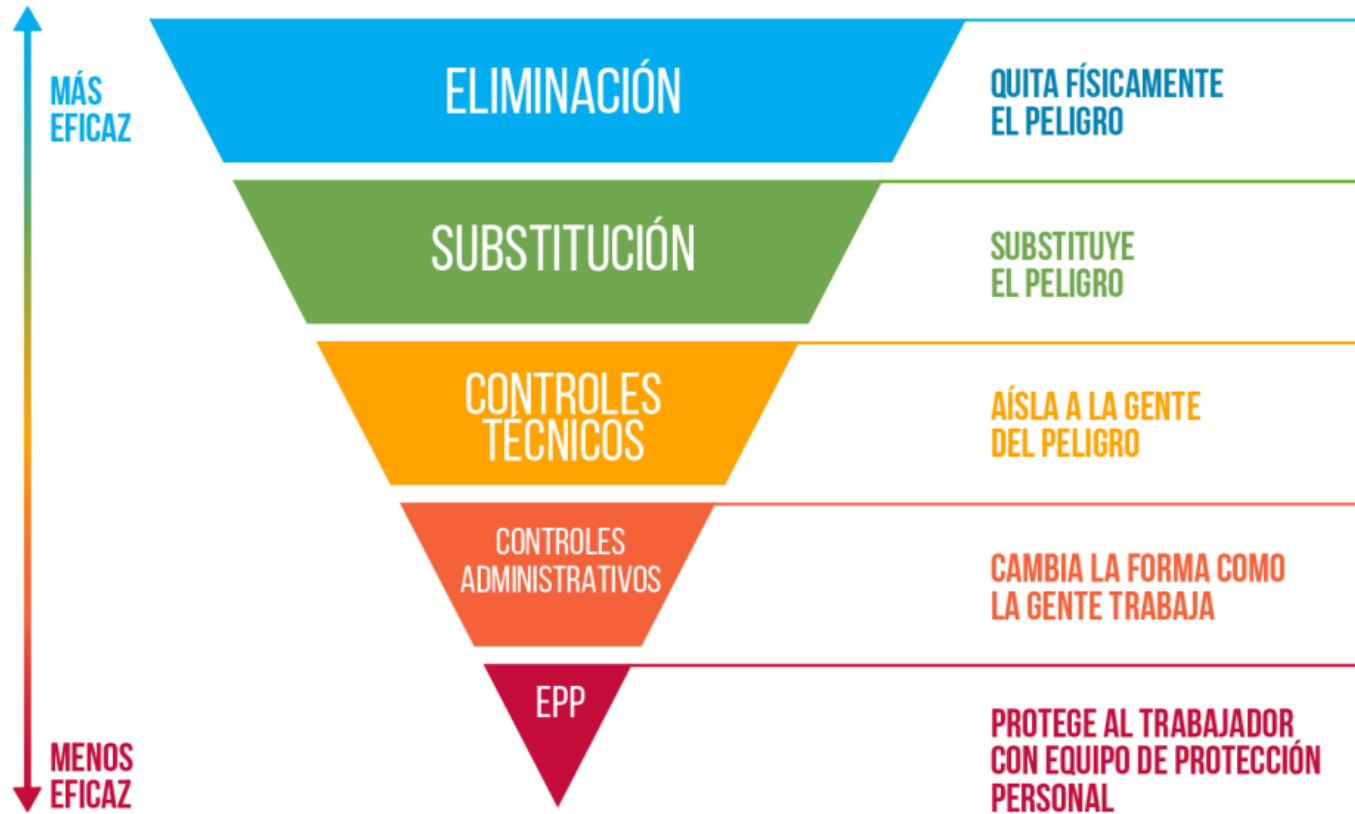 MÁS
EFICAZ
ELIMINACIÓN
QUITA FÍSICAMENTE
EL PELIGRO
SUBSTITUCIÓN
SUBSTITUYE
EL PELIGRO
CONTROLES
TÉCNICOS
AÍSLA A LA GENTE
DEL PELIGRO
CONTROLES
ADMINISTRATIVOS
CAMBIA LA FORMA COMO
LA GENTE TRABAJA
EPP
PROTEGE AL TRABAJADOR
CON EQUIPO DE PROTECCIÓN
PERSONAL
MENOS
EFICAZ